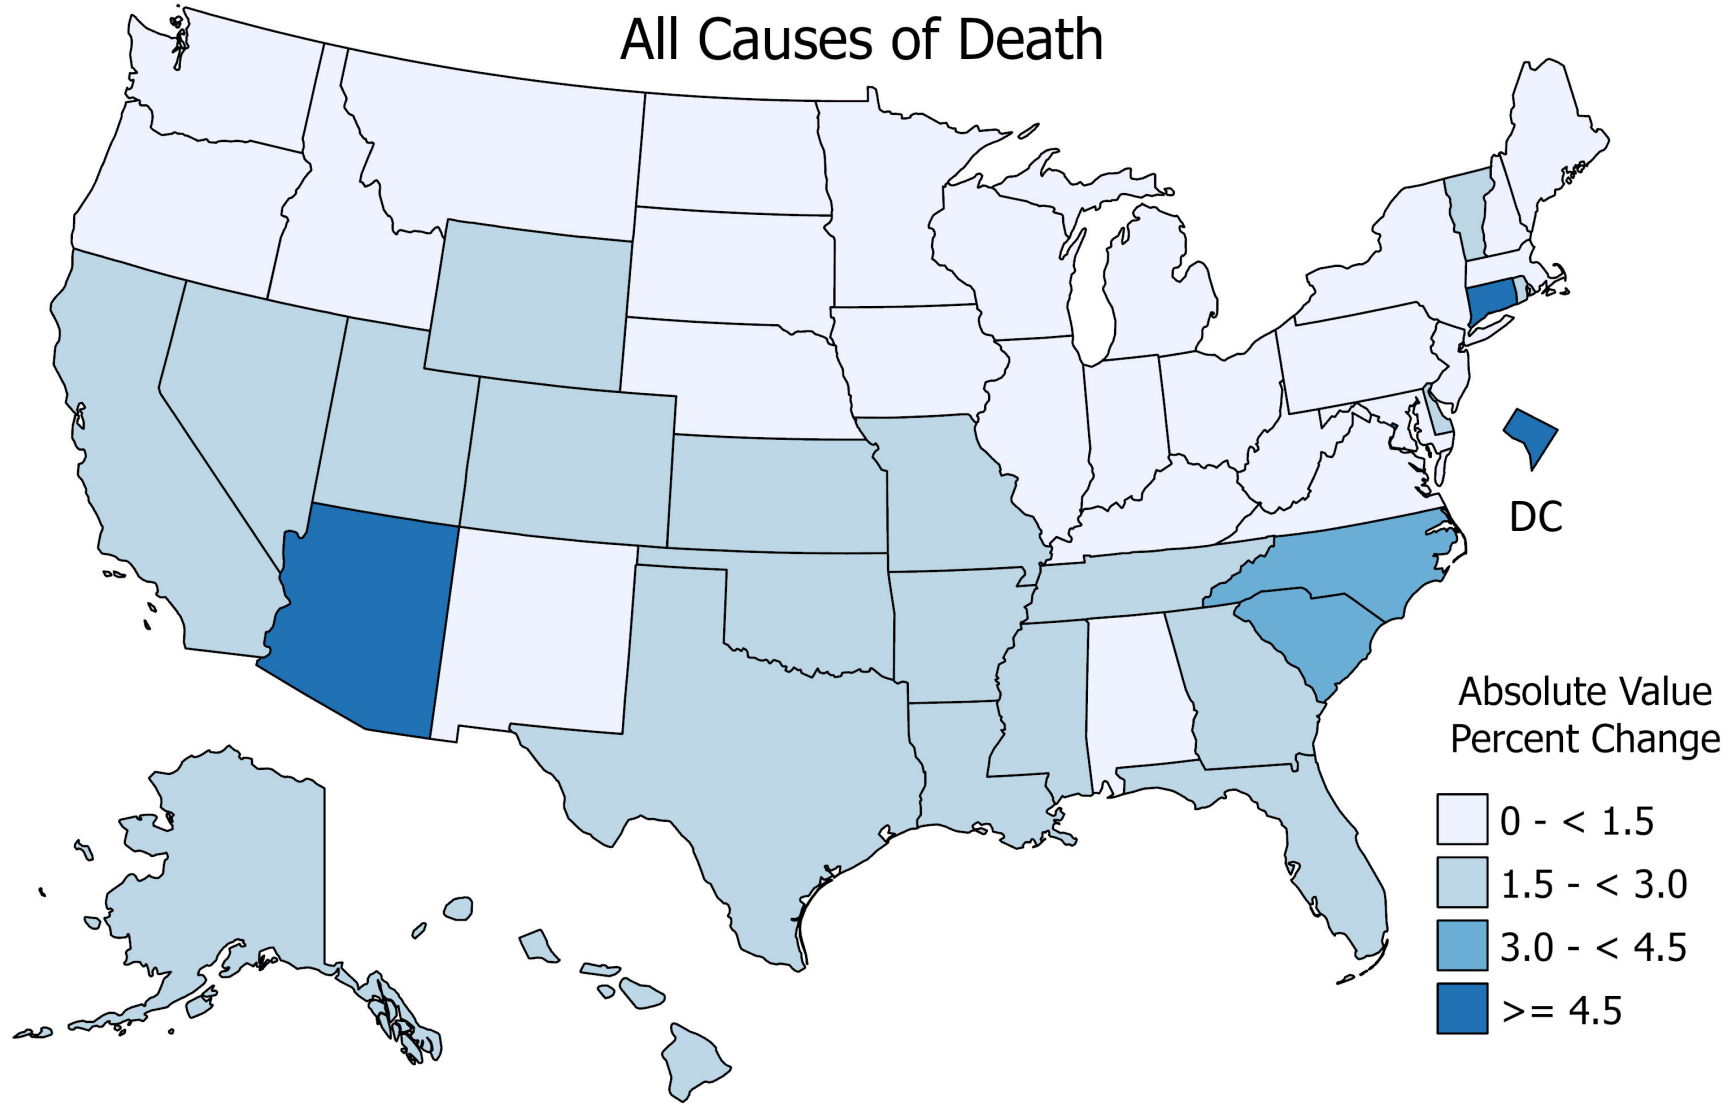 All Causes of Death
DC
Absolute Value
Percent Change
0 - < 1.5
1.5 - < 3.0
3.0 - < 4.5
>= 4.5